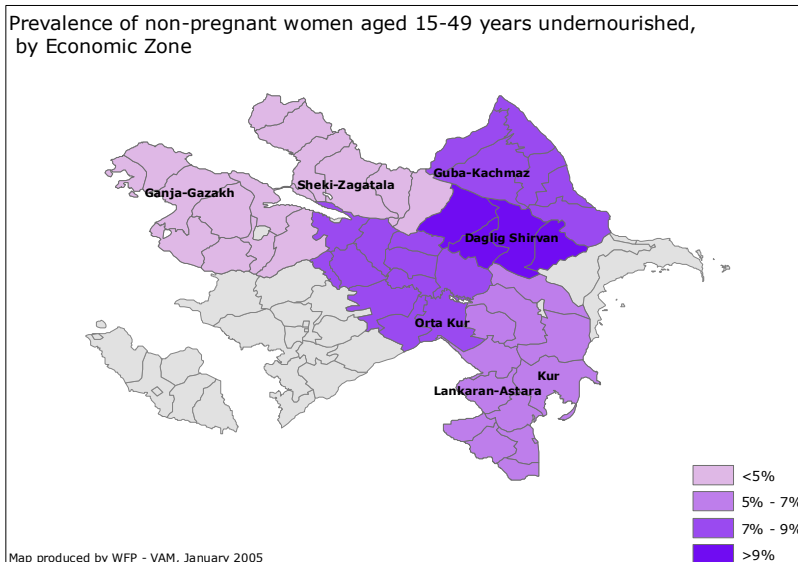 Prevalence of non-pregnant women aged 15-49 years undernourished,
by Economic Zone
Guba-Kachmaz
Sheki-Zagatala
Ganja-Gazakh
Daglig Shirvan
Orta Kur
Kur
Lankaran-Astara
<5%
5% - 7%
7% - 9%
>9%
Map produced by WFP - VAM, January 2005